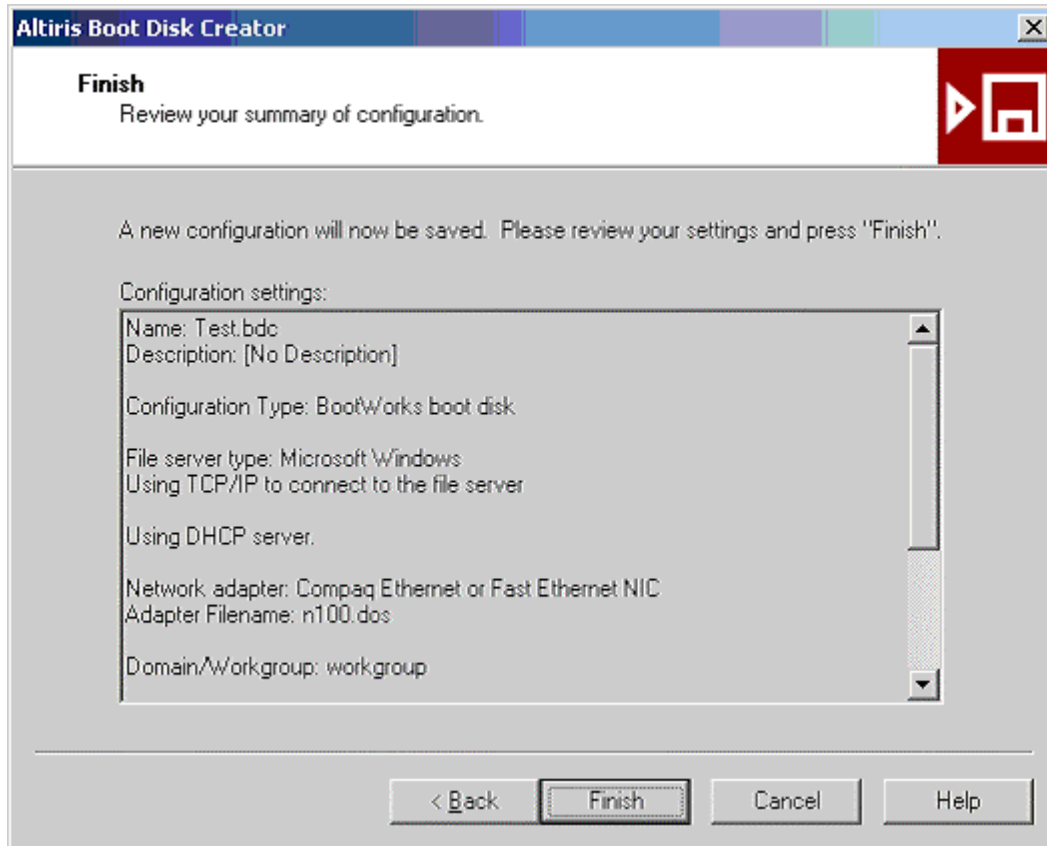 Altiris Boot Disk Creator
Finish
Review your summary of configuration.
A new configuration will now be saved.  Please review your settings and press "Finish".
Configuration settings:
Name: Test.bdc
Description: [No Description]
Configuration Type: BootWorks boot disk
File server type: Microsoft Windows
Using TCP/IP to connect to the file server
Using DHCP server.
Network adapter: Compaq Ethernet or Fast Ethernet NIC
Adapter Filename: n100.dos
Domain/Workgroup: workgroup
< Back Finish Cancel Help